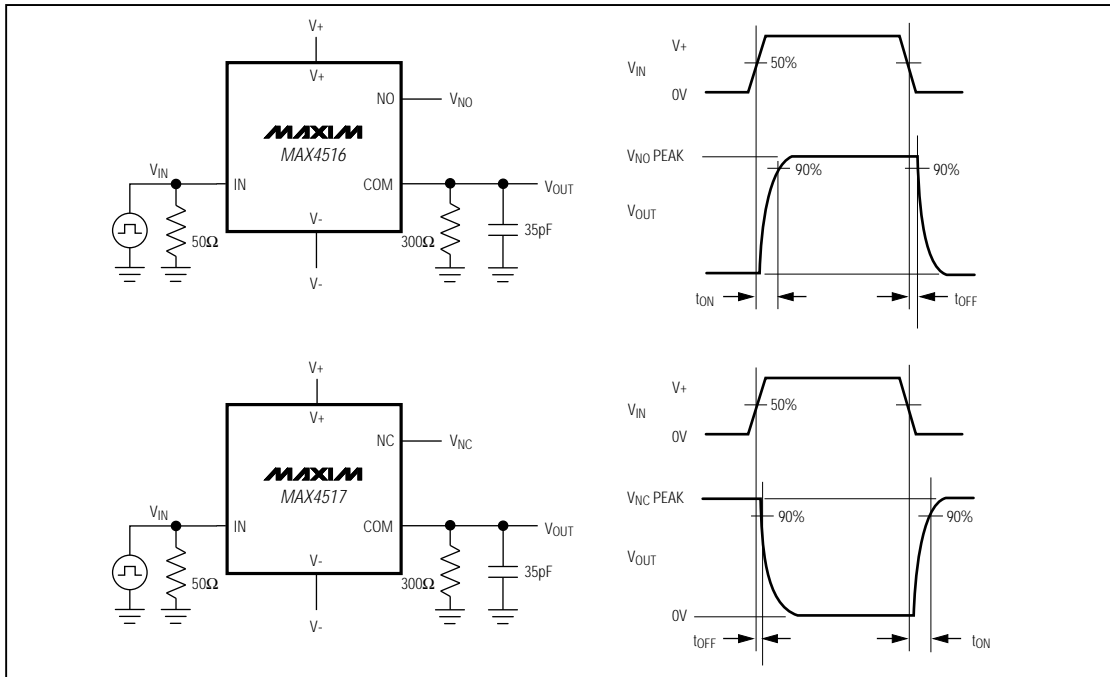 V+
V+
NO
VNO
MAXIM
MAX4516
VIN
IN
COM
VOUT
50Ω
300Ω
35pF
V-
V-
V+
VIN
50%
0V
VNO PEAK
90%
90%
VOUT
tON
tOFF
V+
V+
NC
VNC
MAXIM
MAX4517
VIN
IN
COM
VOUT
50Ω
300Ω
35pF
V-
V-
V+
VIN
50%
0V
VNC PEAK
90%
90%
VOUT
0V
tOFF
tON